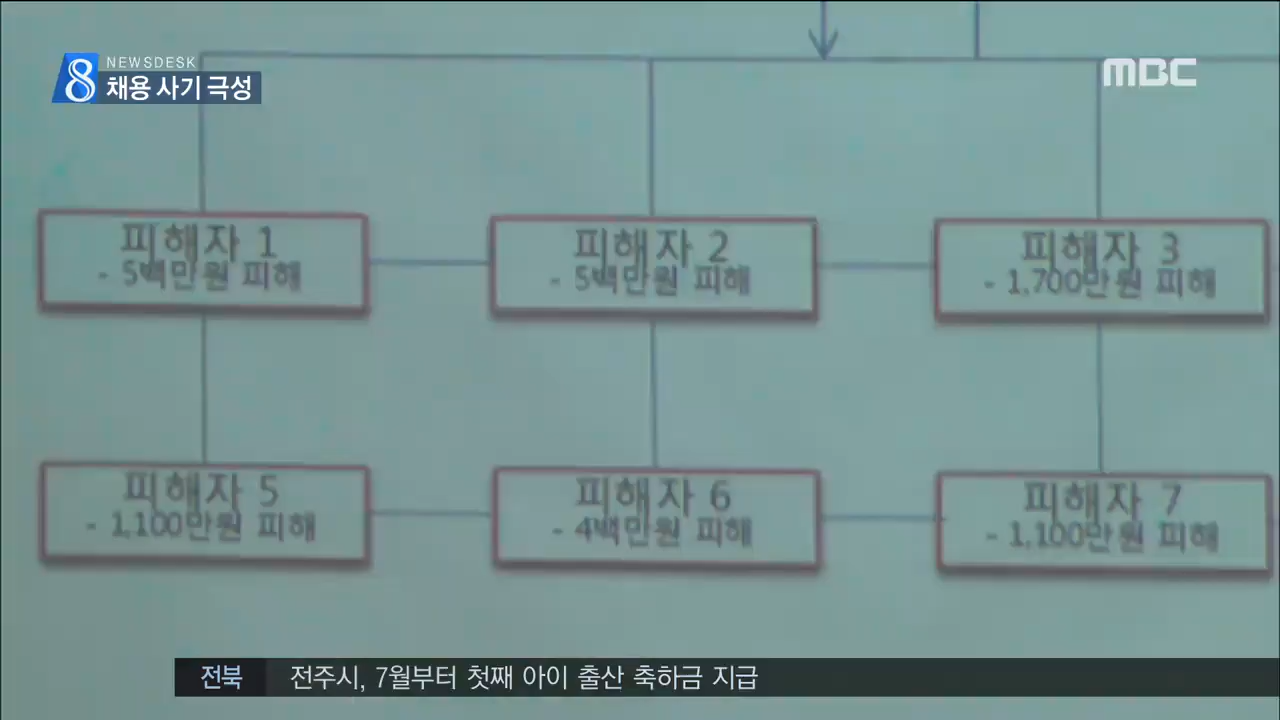 NEWSDESK
8 채용 사기 극성
MBC
피해자 1
- 5백만원 피해
피해자 2
- 5백만원 피해
피해자 3
- 1,700만원 피해
피해자 5
- 1,100만원 피해
피해자 6
- 4백만원 피해
피해자 7
- 1,100만원 피해
전북 전주시, 7월부터 첫째 아이 출산 축하금 지급